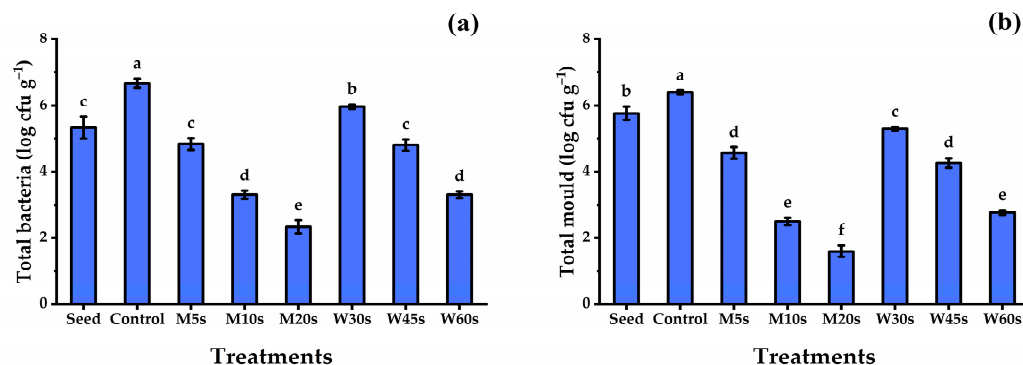 (a)
Total bacteria (log cfu g⁻¹)
8
6
4
2
0
c
a
c
d
e
b
c
d
Seed Control M5s M10s M20s W30s W45s W60s
Treatments
(b)
Total mould (log cfu g⁻¹)
8
6
4
2
0
b
a
d
e
f
c
d
e
Seed Control M5s M10s M20s W30s W45s W60s
Treatments